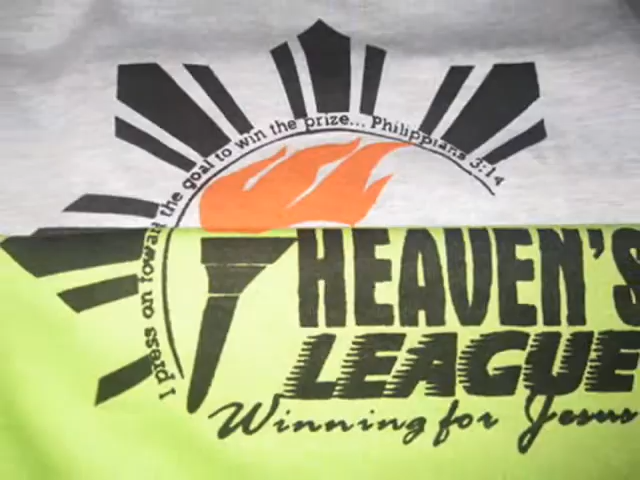 I press on toward the goal to win the prize... Philippians 3:14
HEAVEN'S
LEAGUE
Winning for Jesus